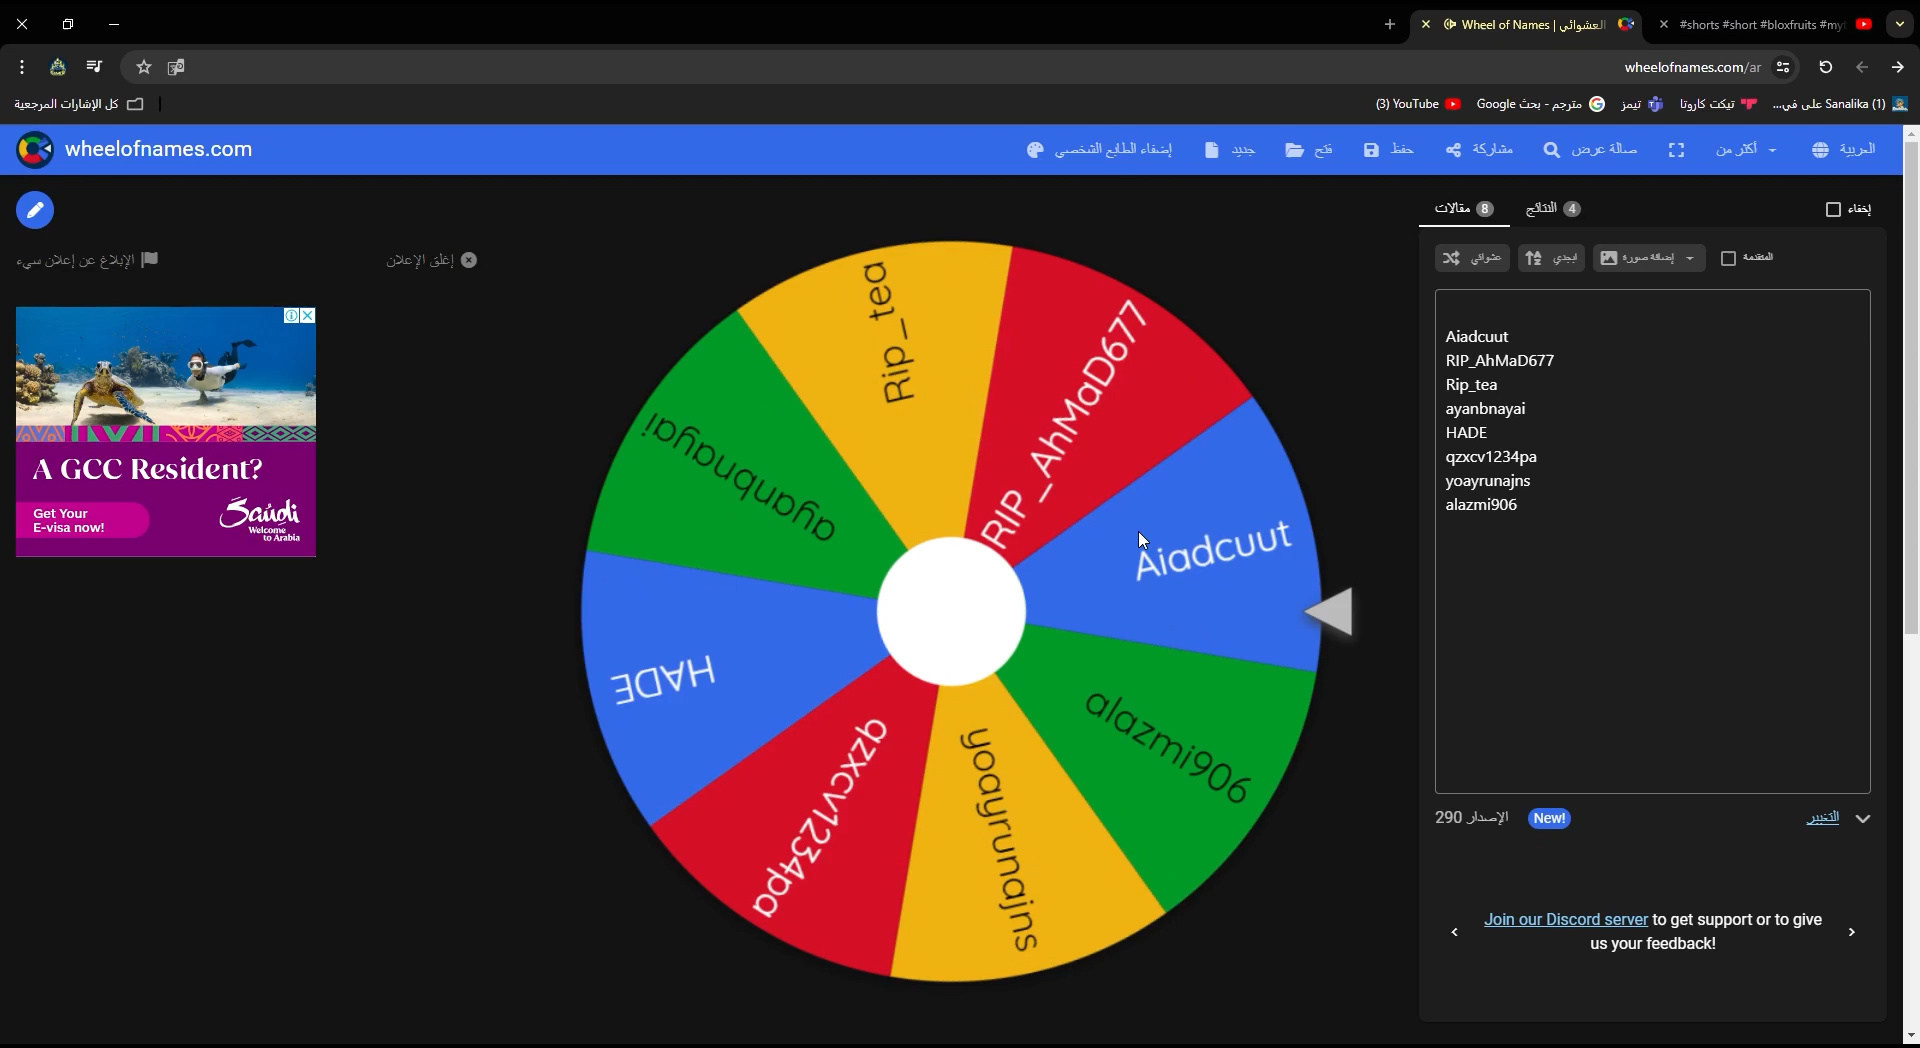 Wheel of Names | العشوائي
#shorts #short #bloxfruits #my
wheelofnames.com/ar
كل الإشارات المرجعية
(3) YouTube
مترجم - بحث Google
تيمز
تيكت كاروتا
Sanalika (1) على في...
wheelofnames.com
إضفاء الطابع الشخصي
جديد
فتح
حفظ
مشاركة
صالة عرض
أكثر من
العربية
مقالات 8
النتائج 4
إخفاء
الإبلاغ عن إعلان سيء
إغلق الإعلان
عشوائي
ابجدي
إضافة صورة
المتقدمة
A GCC Resident?
Get Your
E-visa now!
Saudi
Welcome
to Arabia
Rip_tea
RIP_AhMaD677
Aiadcuut
alazmi906
yoayrunajns
qzxcv1234pa
HADE
ayanbnayai
Aiadcuut
RIP_AhMaD677
Rip_tea
ayanbnayai
HADE
qzxcv1234pa
yoayrunajns
alazmi906
الإصدار 290
New!
التغيير
Join our Discord server to get support or to give
us your feedback!